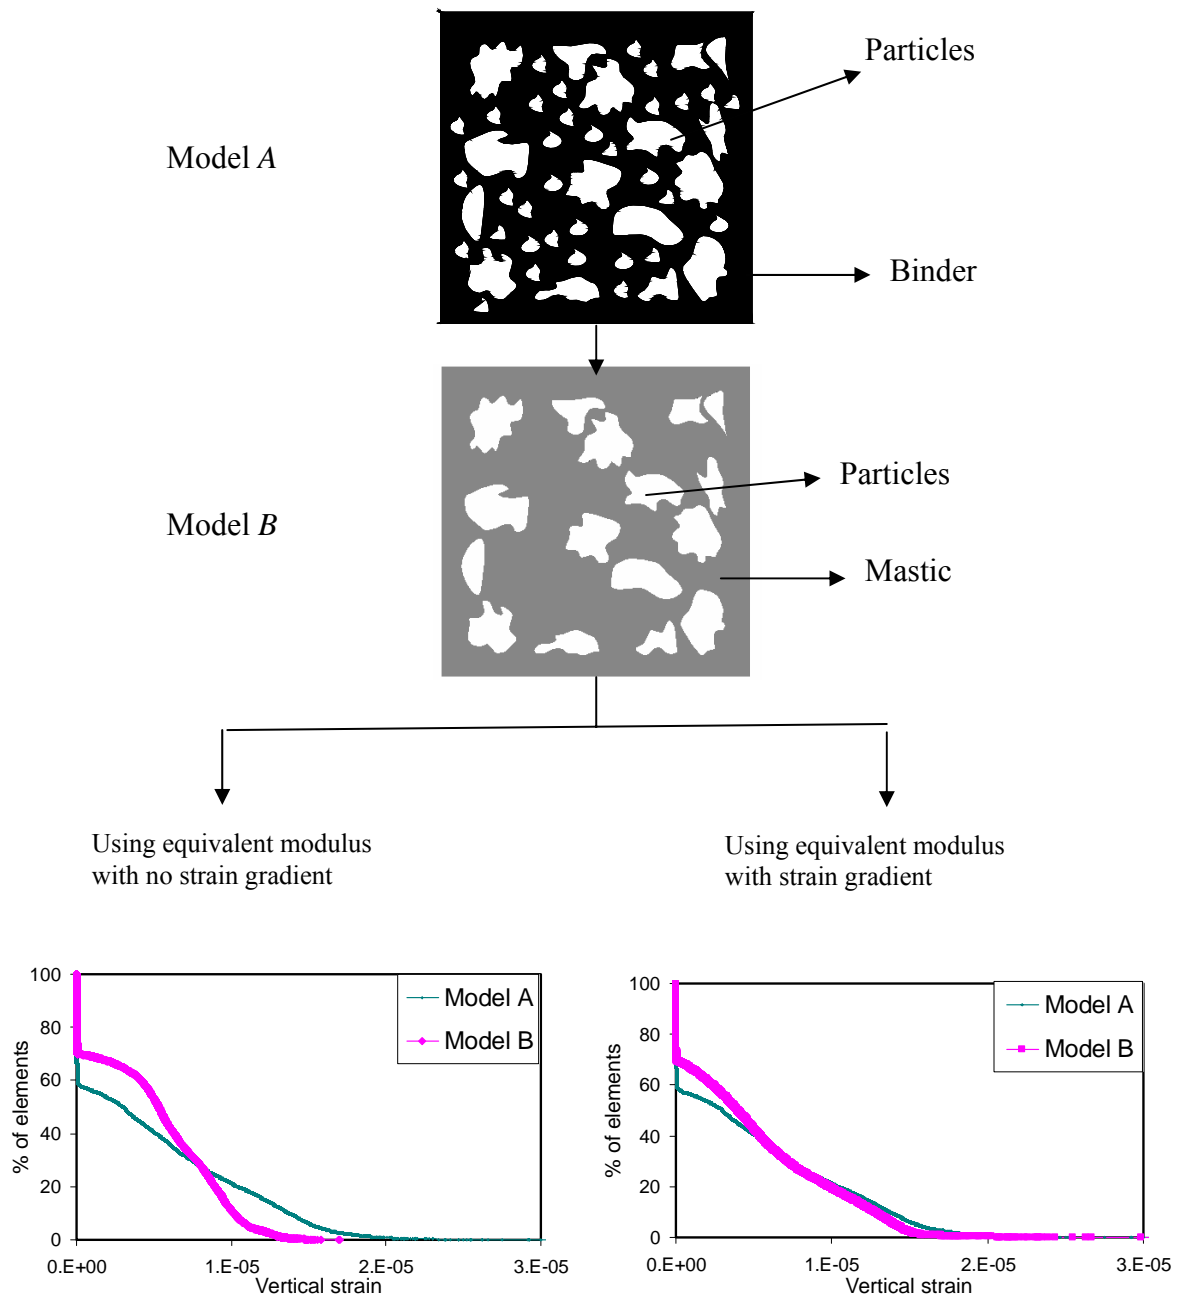 Particles
Model A
Binder
Particles
Model B
Mastic
Using equivalent modulus
with no strain gradient
Using equivalent modulus
with strain gradient
% of elements
100
80
60
40
20
0
0.E+00
1.E-05
2.E-05
3.E-05
Vertical strain
Model A
Model B
% of elements
100
80
60
40
20
0
0.E+00
1.E-05
2.E-05
3.E-05
Vertical strain
Model A
Model B